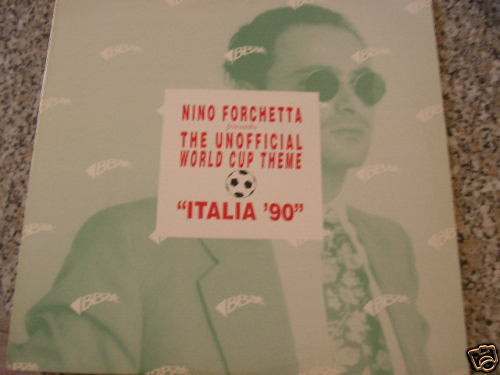 NINO FORCHETTA
presents
THE UNOFFICIAL
WORLD CUP THEME
"ITALIA '90"